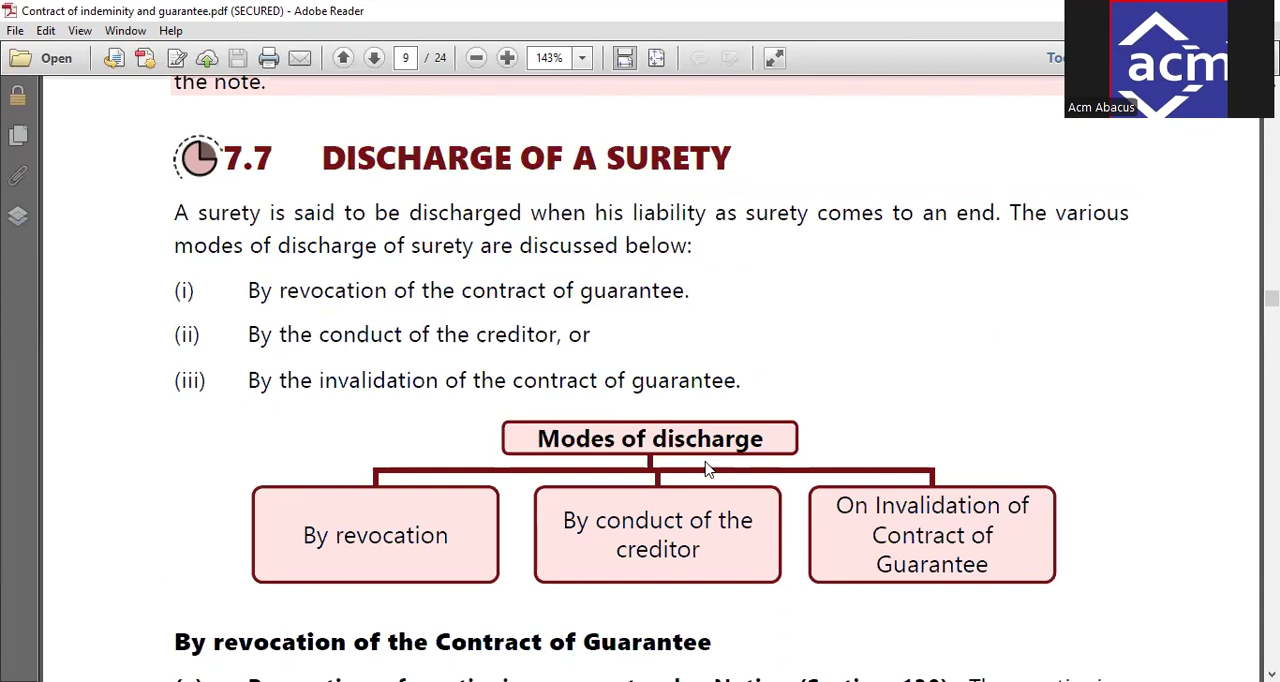 Contract of indeminity and guarantee.pdf (SECURED) - Adobe Reader
File Edit View Window Help
Open 9 / 24 143%
acm
Acm Abacus
the note.
7.7 DISCHARGE OF A SURETY
A surety is said to be discharged when his liability as surety comes to an end. The various
modes of discharge of surety are discussed below:
(i) By revocation of the contract of guarantee.
(ii) By the conduct of the creditor, or
(iii) By the invalidation of the contract of guarantee.
Modes of discharge
By revocation
By conduct of the
creditor
On Invalidation of
Contract of
Guarantee
By revocation of the Contract of Guarantee